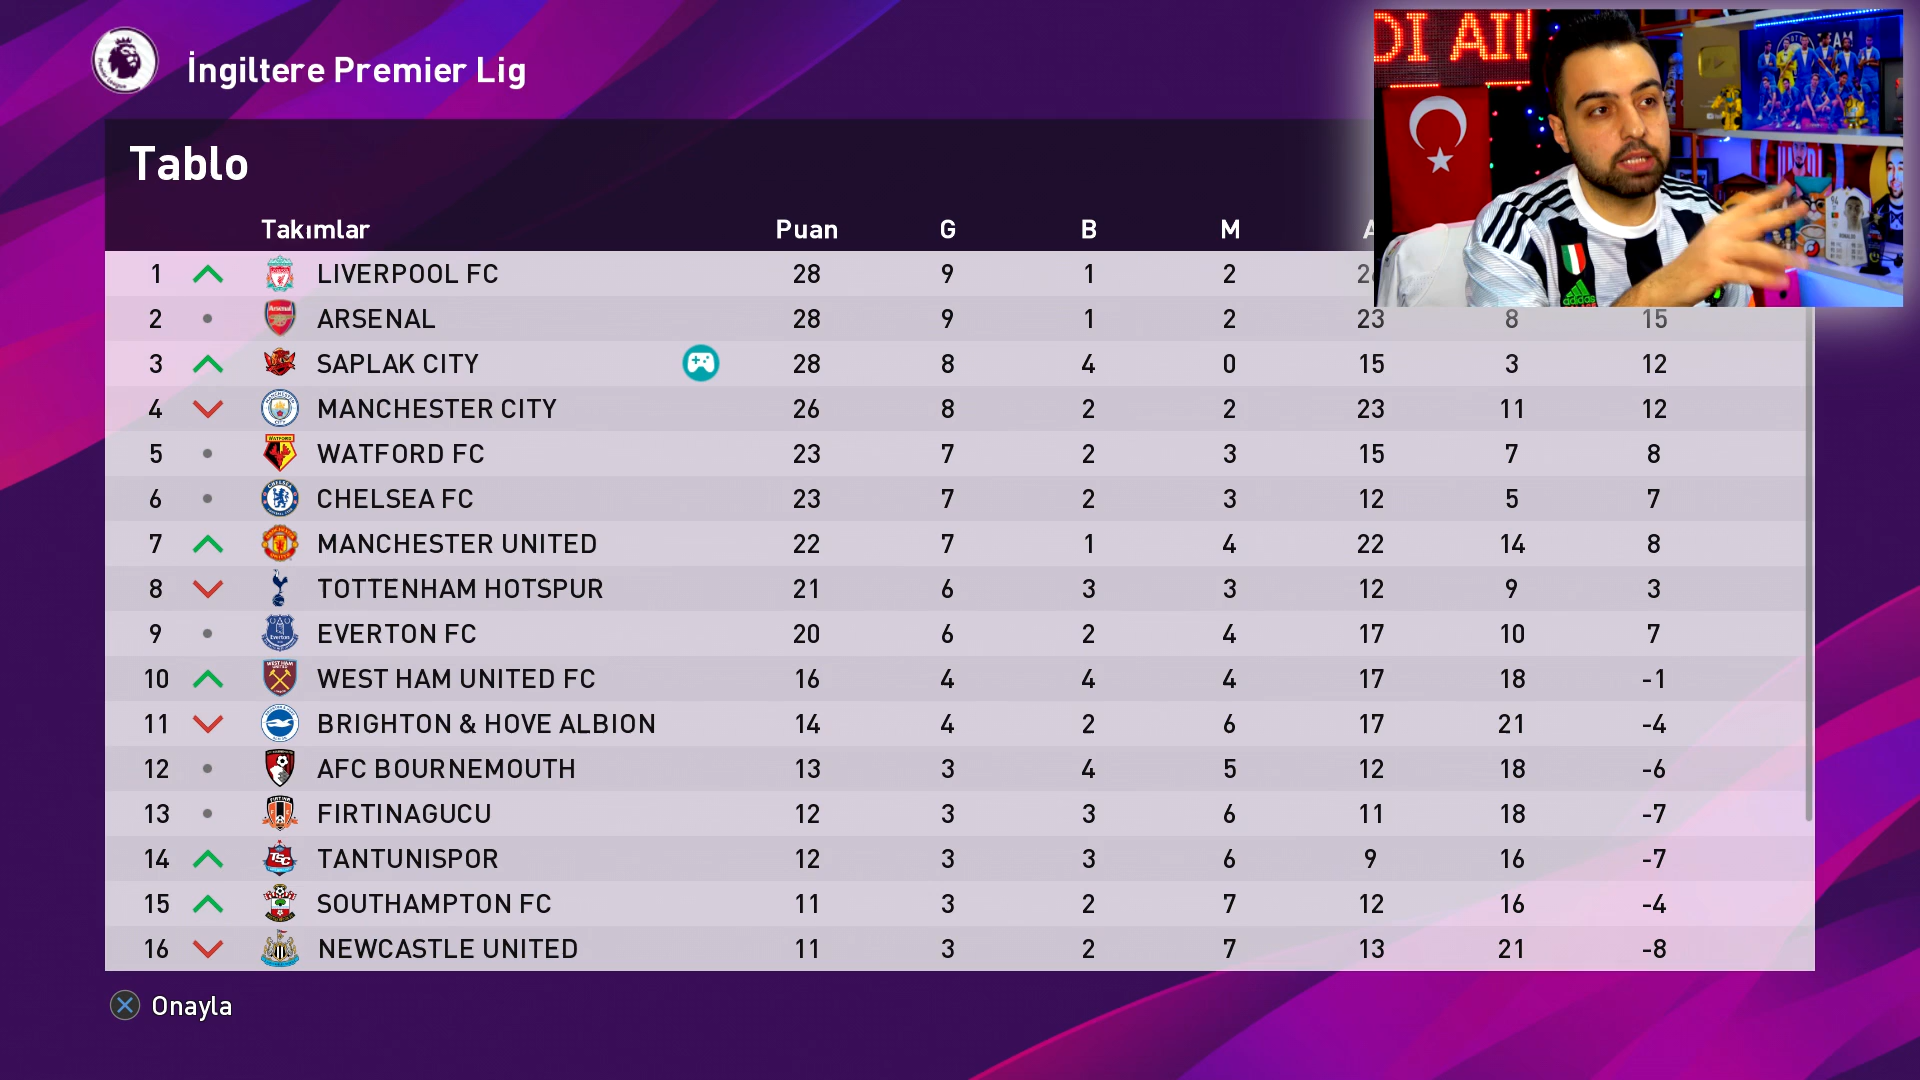 İngiltere Premier Lig
DI AİL
Tablo
Takımlar Puan G B M A
1 LIVERPOOL FC 28 9 1 2
2 ARSENAL 28 9 1 2 23 8 15
3 SAPLAK CITY 28 8 4 0 15 3 12
4 MANCHESTER CITY 26 8 2 2 23 11 12
5 WATFORD FC 23 7 2 3 15 7 8
6 CHELSEA FC 23 7 2 3 12 5 7
7 MANCHESTER UNITED 22 7 1 4 22 14 8
8 TOTTENHAM HOTSPUR 21 6 3 3 12 9 3
9 EVERTON FC 20 6 2 4 17 10 7
10 WEST HAM UNITED FC 16 4 4 4 17 18 -1
11 BRIGHTON & HOVE ALBION 14 4 2 6 17 21 -4
12 AFC BOURNEMOUTH 13 3 4 5 12 18 -6
13 FIRTINAGUCU 12 3 3 6 11 18 -7
14 TANTUNISPOR 12 3 3 6 9 16 -7
15 SOUTHAMPTON FC 11 3 2 7 12 16 -4
16 NEWCASTLE UNITED 11 3 2 7 13 21 -8
Onayla